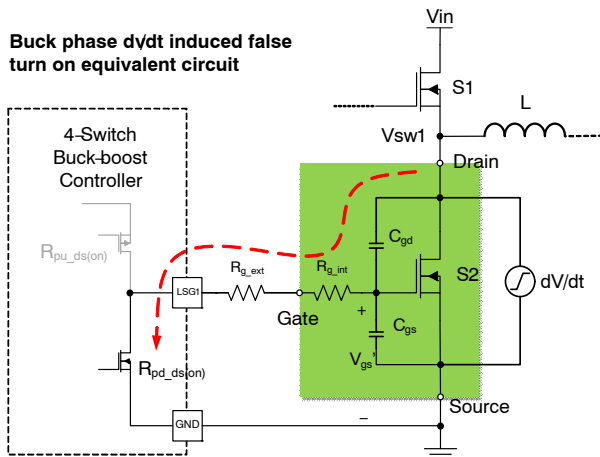 Buck phase dv/dt induced false
turn on equivalent circuit
Vin
S1
L
Vsw1
4-Switch
Buck-boost
Controller
Drain
Rpu_ds(on)
Cgd
S2
dV/dt
LSG1
Rg_ext
Rg_int
Gate
+
Cgs
Vgs'
Rpd_ds(on)
Source
GND
–